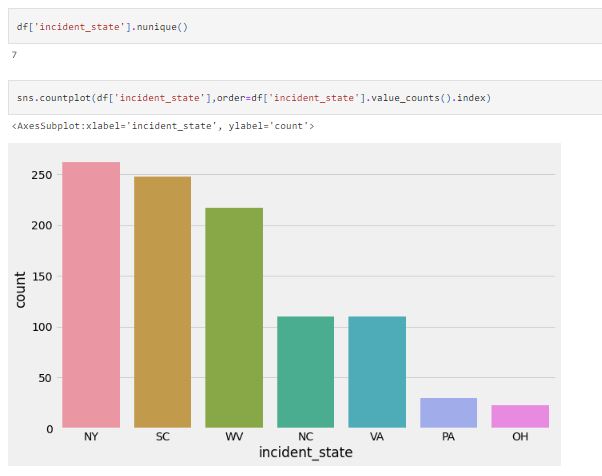 df['incident_state'].nunique()
7
sns.countplot(df['incident_state'],order=df['incident_state'].value_counts().index)
<AxesSubplot:xlabel='incident_state', ylabel='count'>
250
200
150
100
50
0
count
NY SC WV NC VA PA OH
incident_state